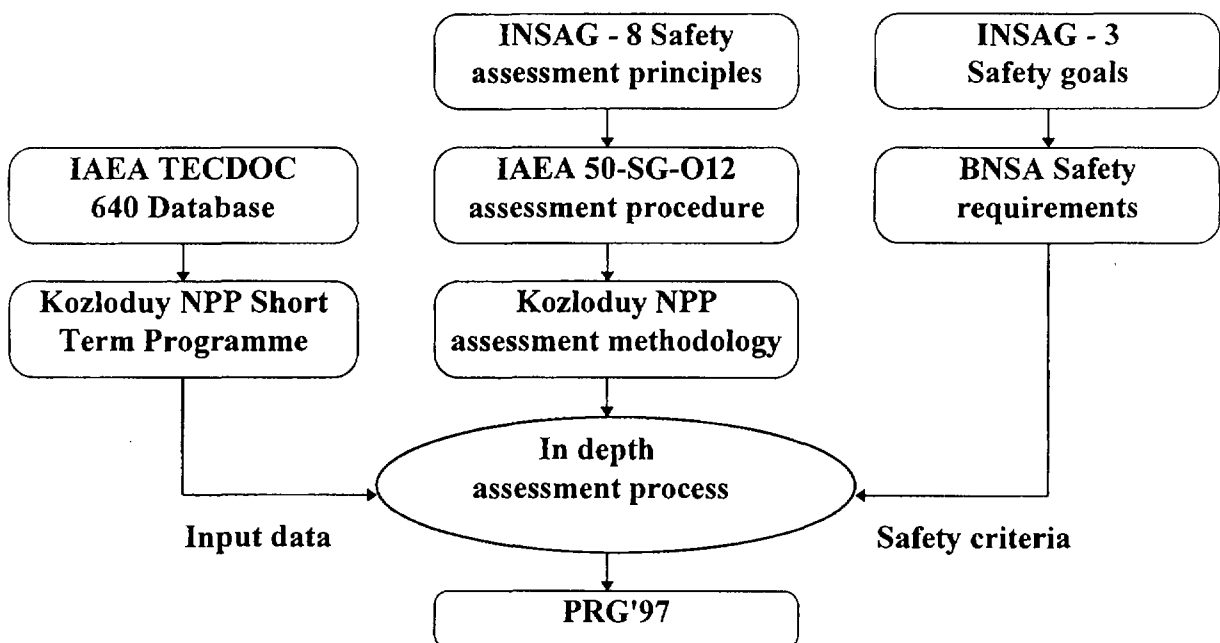 INSAG - 8 Safety
assessment principles
INSAG - 3
Safety goals
IAEA TECDOC
640 Database
IAEA 50-SG-O12
assessment procedure
BNSA Safety
requirements
Kozloduy NPP Short
Term Programme
Kozloduy NPP
assessment methodology
In depth
assessment process
Input data
Safety criteria
PRG'97